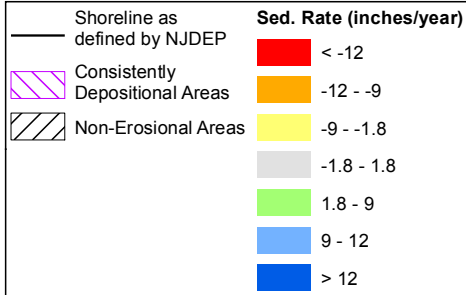 Shoreline as
defined by NJDEP
Consistently
Depositional Areas
Non-Erosional Areas
Sed. Rate (inches/year)
< -12
-12 - -9
-9 - -1.8
-1.8 - 1.8
1.8 - 9
9 - 12
> 12